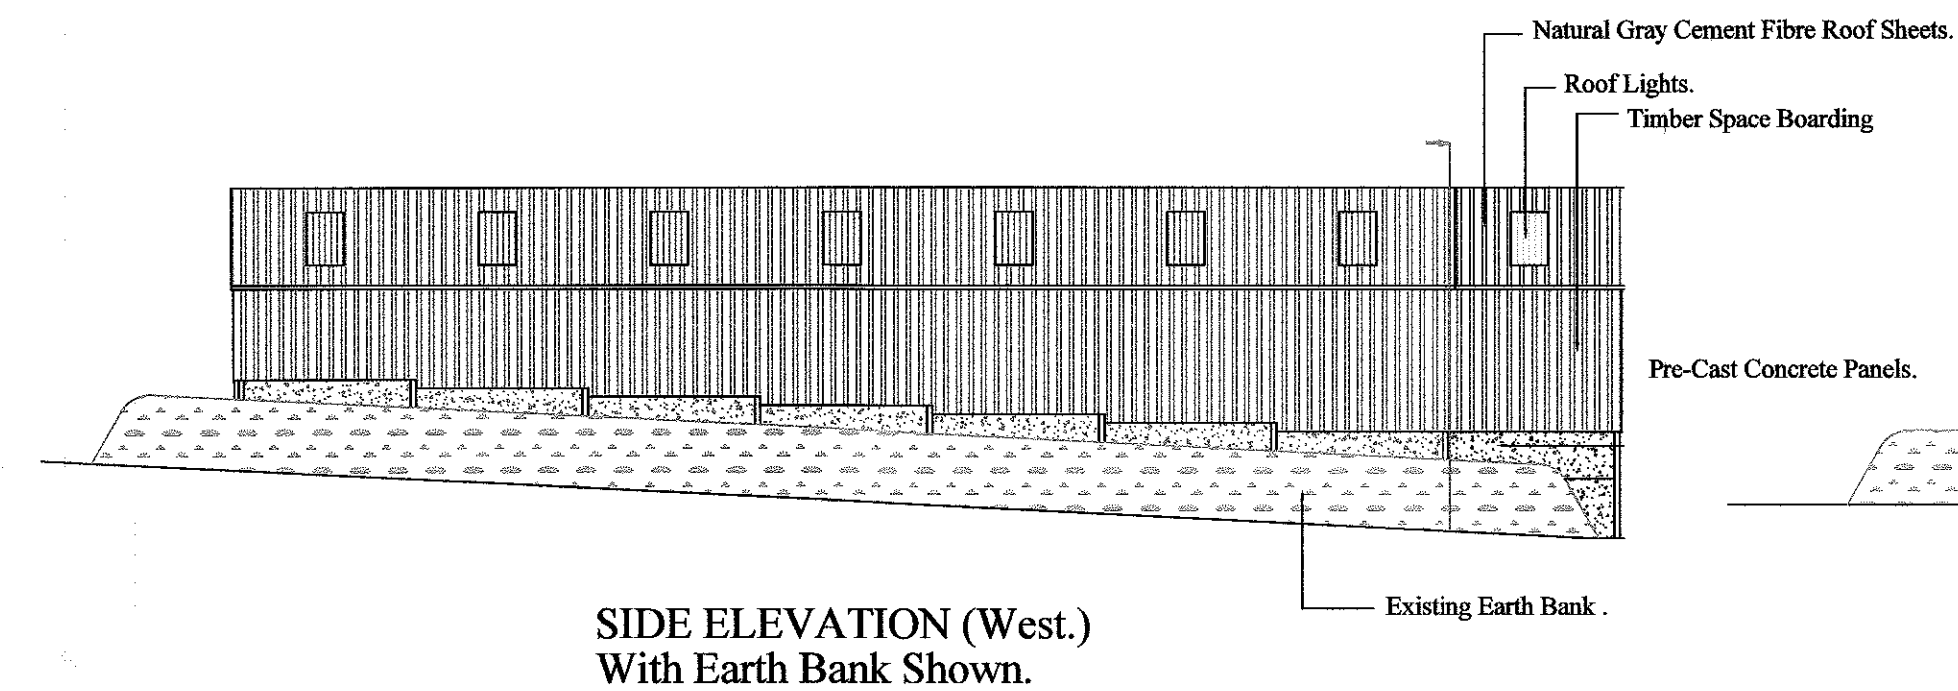 Natural Gray Cement Fibre Roof Sheets.
Roof Lights.
Timber Space Boarding
Pre-Cast Concrete Panels.
Existing Earth Bank .
SIDE ELEVATION (West.)
With Earth Bank Shown.